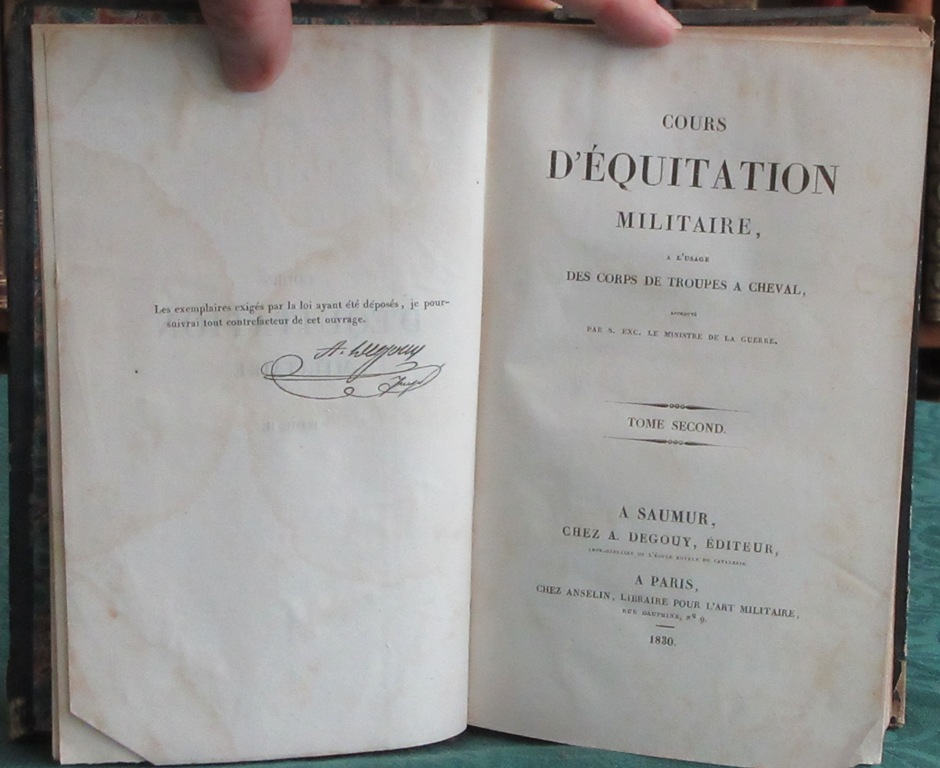 Les exemplaires exigés par la loi ayant été déposés, je pour-
suivrai tout contrefacteur de cet ouvrage.
A. Degouy
COURS
D'ÉQUITATION
MILITAIRE,
A L'USAGE
DES CORPS DE TROUPES A CHEVAL,
APPROUVÉ
PAR S. EXC. LE MINISTRE DE LA GUERRE.
TOME SECOND.
A SAUMUR,
CHEZ A. DEGOUY, ÉDITEUR,
IMP.-LIBRAIRE DE L'ÉCOLE ROYALE DE CAVALERIE
A PARIS,
CHEZ ANSELIN, LIBRAIRE POUR L'ART MILITAIRE,
RUE DAUPHINE, Nº 9.
1830.